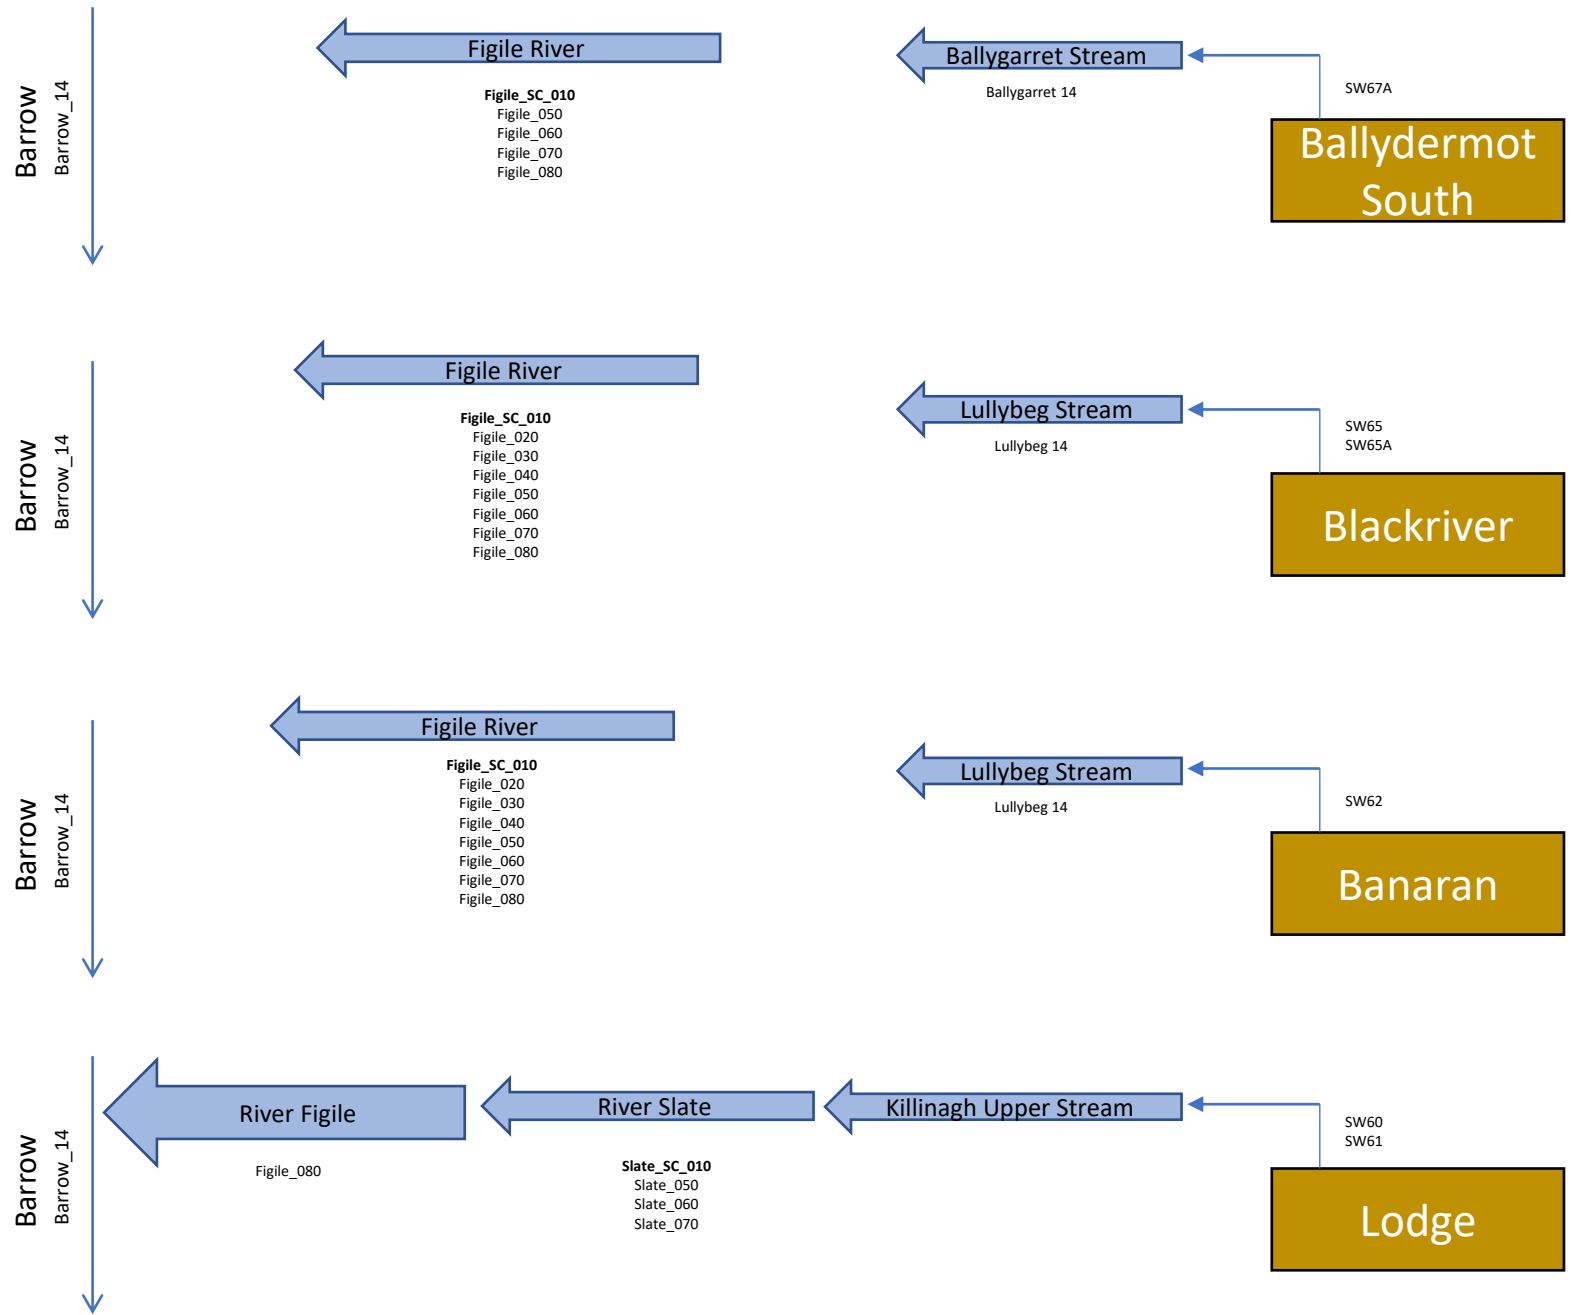 Barrow
Barrow_14
Figile River
Figile_SC_010
Figile_050
Figile_060
Figile_070
Figile_080
Ballygarret Stream
Ballygarret 14
SW67A
Ballydermot
South
Barrow
Barrow_14
Figile River
Figile_SC_010
Figile_020
Figile_030
Figile_040
Figile_050
Figile_060
Figile_070
Figile_080
Lullybeg Stream
Lullybeg 14
SW65
SW65A
Blackriver
Barrow
Barrow_14
Figile River
Figile_SC_010
Figile_020
Figile_030
Figile_040
Figile_050
Figile_060
Figile_070
Figile_080
Lullybeg Stream
Lullybeg 14
SW62
Banaran
Barrow
Barrow_14
River Figile
Figile_080
River Slate
Slate_SC_010
Slate_050
Slate_060
Slate_070
Killinagh Upper Stream
SW60
SW61
Lodge